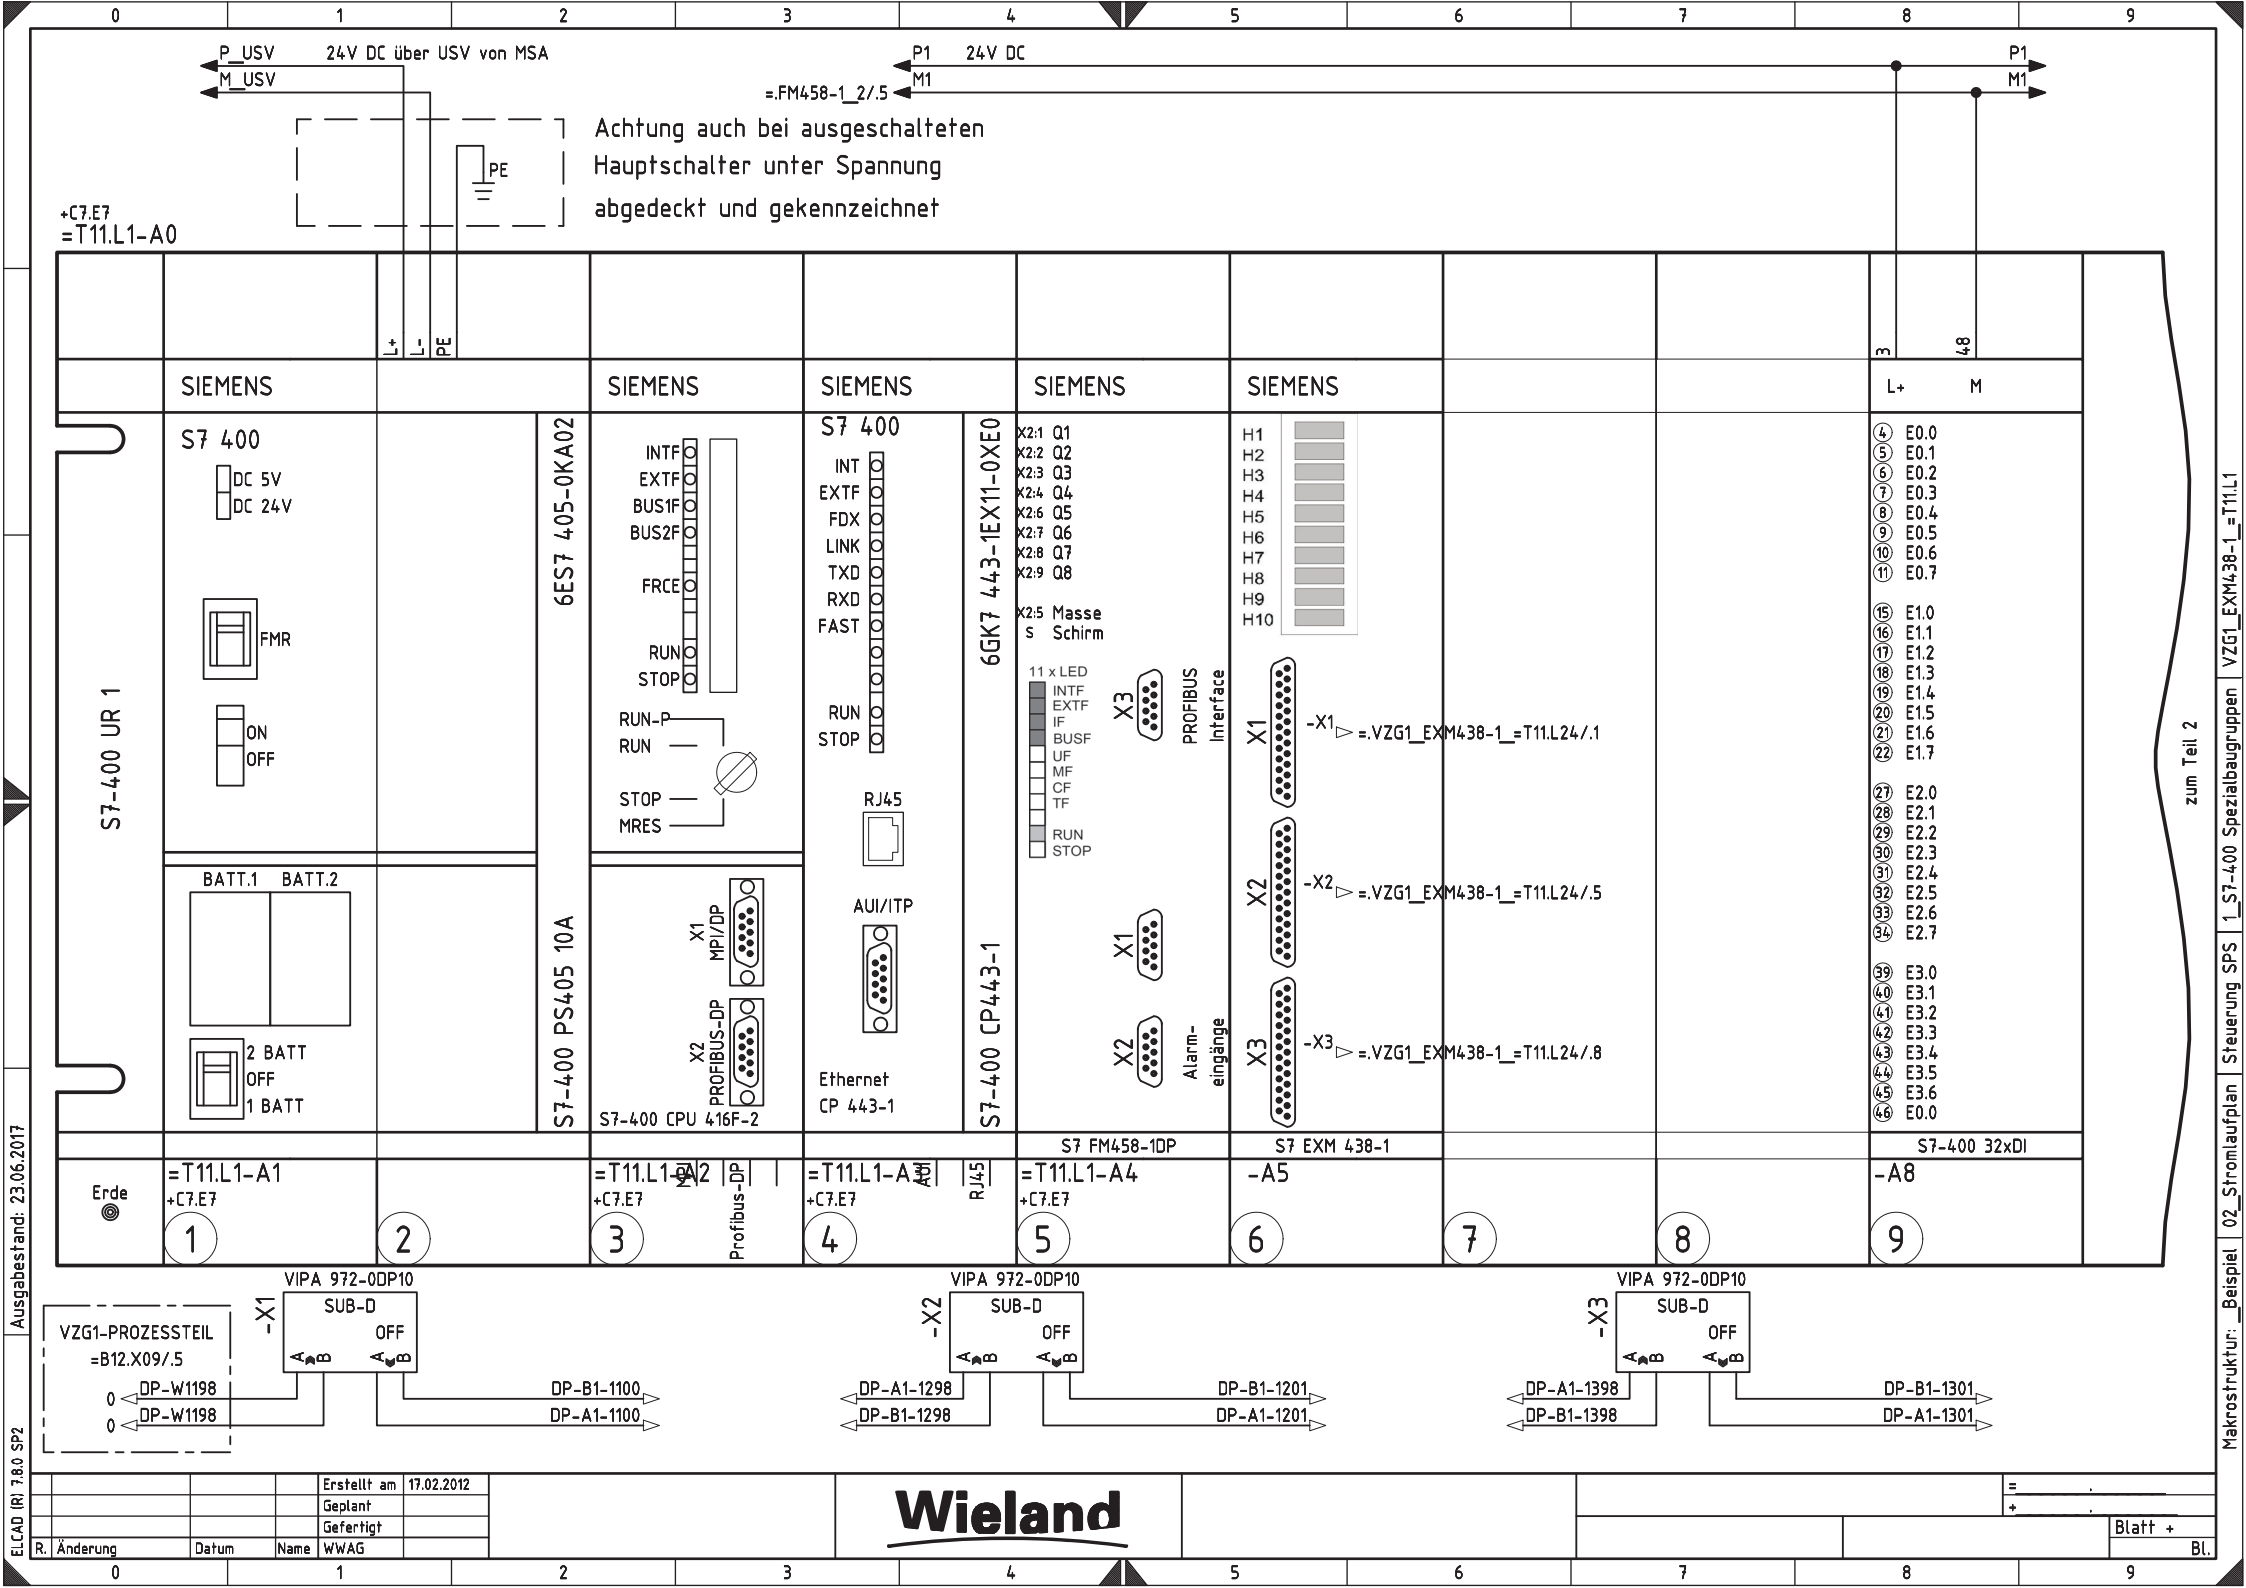 0 1 2 3 4 5 6 7 8 9
P_USV 24V DC über USV von MSA
M_USV
P1 24V DC
M1
=.FM458-1_2/.5
P1
M1
Achtung auch bei ausgeschalteten
Hauptschalter unter Spannung
abgedeckt und gekennzeichnet
PE
+C7.E7
=T11.L1-A0
L+
L-
PE
3
48
SIEMENS
SIEMENS
SIEMENS
SIEMENS
SIEMENS
L+ M
S7-400 UR 1
Erde
S7 400
DC 5V
DC 24V
FMR
ON
OFF
BATT.1 BATT.2
2 BATT
OFF
1 BATT
6ES7 405-0KA02
S7-400 PS405 10A
=T11.L1-A1
+C7.E7
1
2
INTF
EXTF
BUS1F
BUS2F
FRCE
RUN
STOP
RUN-P
RUN
STOP
MRES
X1
MPI/DP
X2
PROFIBUS-DP
S7-400 CPU 416F-2
=T11.L1-A2
+C7.E7
MPI
Profibus-DP
3
S7 400
INT
EXTF
FDX
LINK
TXD
RXD
FAST
RUN
STOP
RJ45
AUI/ITP
Ethernet
CP 443-1
6GK7 443-1EX11-0XE0
S7-400 CP443-1
=T11.L1-A3
+C7.E7
AUI
RJ45
4
X2:1 Q1
X2:2 Q2
X2:3 Q3
X2:4 Q4
X2:6 Q5
X2:7 Q6
X2:8 Q7
X2:9 Q8
X2:5 Masse
S Schirm
11 x LED
INTF
EXTF
IF
BUSF
UF
MF
CF
TF
RUN
STOP
X3
PROFIBUS
Interface
X1
X2
Alarm-
eingänge
S7 FM458-1DP
=T11.L1-A4
+C7.E7
5
H1
H2
H3
H4
H5
H6
H7
H8
H9
H10
X1
-X1 =.VZG1_EXM438-1_=T11.L24/.1
X2
-X2 =.VZG1_EXM438-1_=T11.L24/.5
X3
-X3 =.VZG1_EXM438-1_=T11.L24/.8
S7 EXM 438-1
-A5
6
7
8
4 E0.0
5 E0.1
6 E0.2
7 E0.3
8 E0.4
9 E0.5
10 E0.6
11 E0.7
15 E1.0
16 E1.1
17 E1.2
18 E1.3
19 E1.4
20 E1.5
21 E1.6
22 E1.7
27 E2.0
28 E2.1
29 E2.2
30 E2.3
31 E2.4
32 E2.5
33 E2.6
34 E2.7
39 E3.0
40 E3.1
41 E3.2
42 E3.3
43 E3.4
44 E3.5
45 E3.6
46 E0.0
S7-400 32xDI
-A8
9
zum Teil 2
VIPA 972-0DP10
-X1
SUB-D
OFF
A B A B
VZG1-PROZESSTEIL
=B12.X09/.5
0 DP-W1198
0 DP-W1198
DP-B1-1100
DP-A1-1100
VIPA 972-0DP10
-X2
SUB-D
OFF
A B A B
DP-A1-1298
DP-B1-1298
DP-B1-1201
DP-A1-1201
VIPA 972-0DP10
-X3
SUB-D
OFF
A B A B
DP-A1-1398
DP-B1-1398
DP-B1-1301
DP-A1-1301
Erstellt am 17.02.2012
Geplant
Gefertigt
R. Änderung Datum Name WWAG
Wieland
= .
+ .
Blatt +
Bl.
0 1 2 3 4 5 6 7 8 9
ELCAD (R) 7.8.0 SP2 Ausgabestand: 23.06.2017
Makrostruktur: _Beispiel 02_Stromlaufplan Steuerung SPS 1_S7-400 Spezialbaugruppen VZG1_EXM438-1_=T11.L1